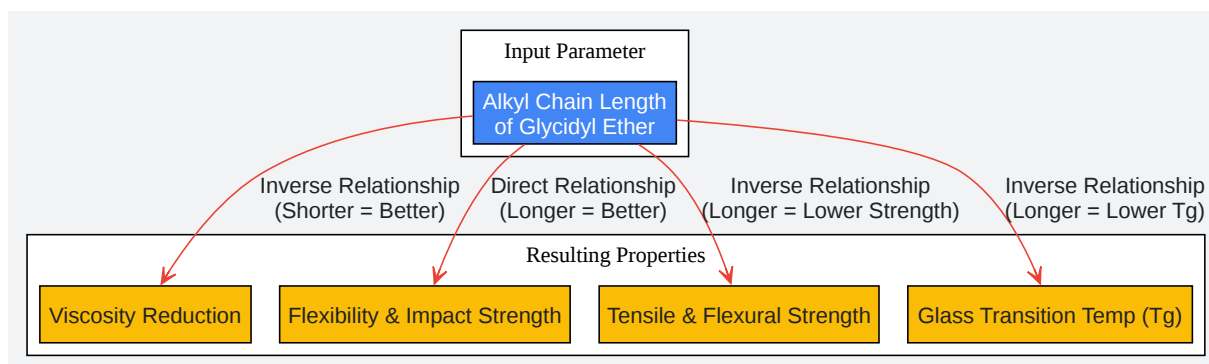 Input Parameter
Alkyl Chain Length
of Glycidyl Ether
Inverse Relationship
(Shorter = Better)
Direct Relationship
(Longer = Better)
Inverse Relationship
(Longer = Lower Strength)
Inverse Relationship
(Longer = Lower Tg)
Resulting Properties
Viscosity Reduction
Flexibility & Impact Strength
Tensile & Flexural Strength
Glass Transition Temp (Tg)